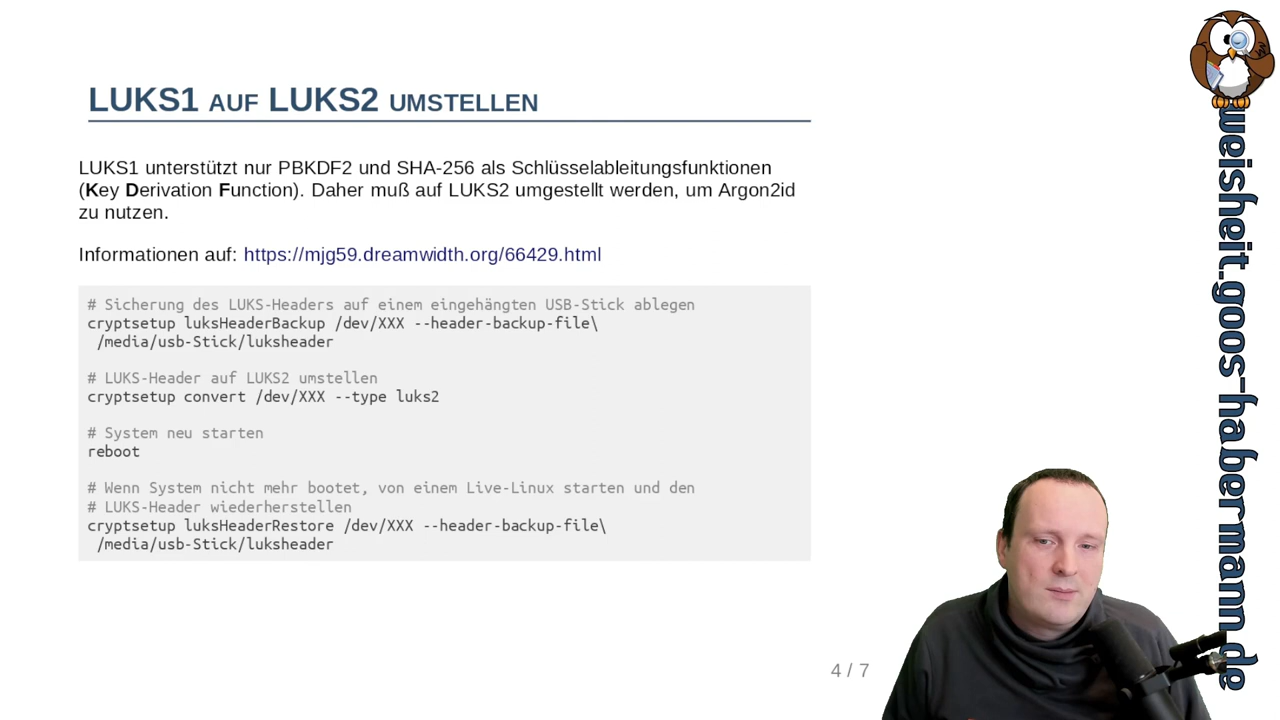 LUKS1 AUF LUKS2 UMSTELLEN
LUKS1 unterstützt nur PBKDF2 und SHA-256 als Schlüsselableitungsfunktionen
(Key Derivation Function). Daher muß auf LUKS2 umgestellt werden, um Argon2id
zu nutzen.
Informationen auf: https://mjg59.dreamwidth.org/66429.html
# Sicherung des LUKS-Headers auf einem eingehängten USB-Stick ablegen
cryptsetup luksHeaderBackup /dev/XXX --header-backup-file\
/media/usb-Stick/luksheader
# LUKS-Header auf LUKS2 umstellen
cryptsetup convert /dev/XXX --type luks2
# System neu starten
reboot
# Wenn System nicht mehr bootet, von einem Live-Linux starten und den
# LUKS-Header wiederherstellen
cryptsetup luksHeaderRestore /dev/XXX --header-backup-file\
/media/usb-Stick/luksheader
4 / 7
weisheit.goos-habermann.de